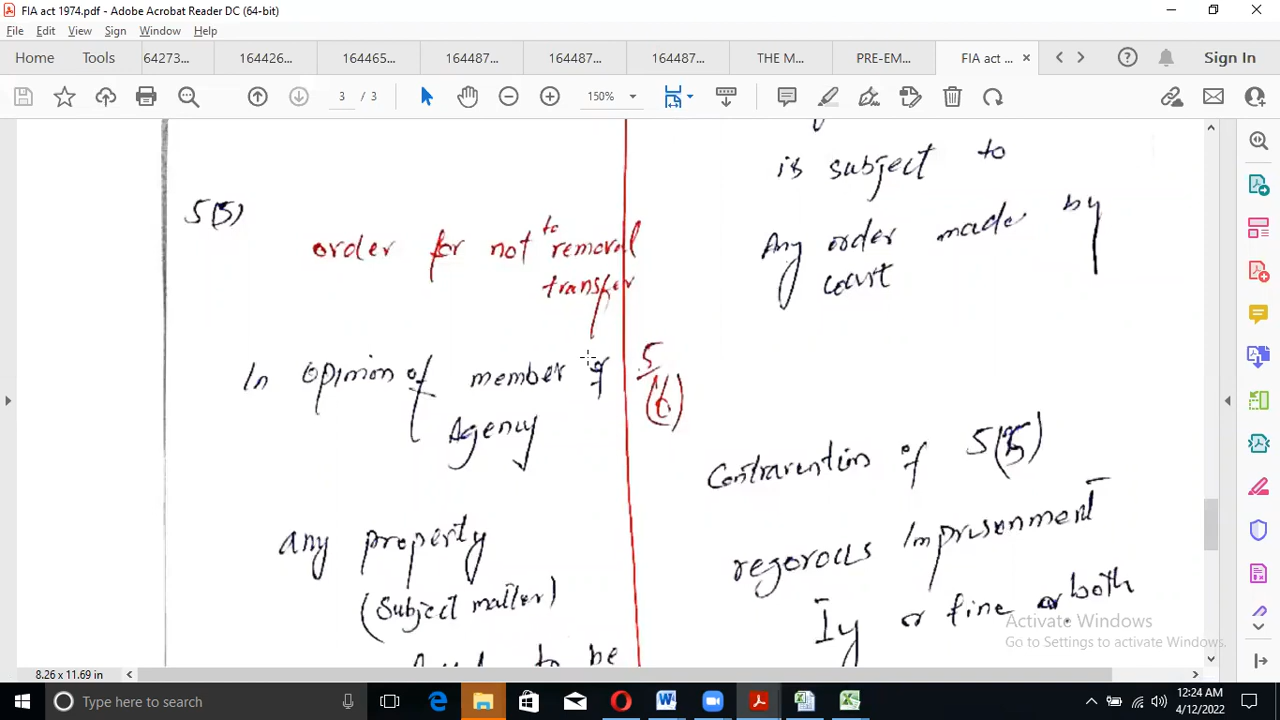 FIA act 1974.pdf - Adobe Acrobat Reader DC (64-bit)
File Edit View Sign Window Help
Home Tools 64273... 164426... 164465... 164487... 164487... 164487... THE M... PRE-EM... FIA act ... Sign In
3 / 3 150%
5(5)
order for not to removal
transfer
In opinion of member of
Agency
any property
(Subject matter)
to be
is subject to
Any order made by
court
5/(6)
Contravention of 5(5)
regorous Imprisonment
Iy or fine or both
Activate Windows
Go to Settings to activate Windows.
8.26 x 11.69 in
Type here to search
12:24 AM
4/12/2022